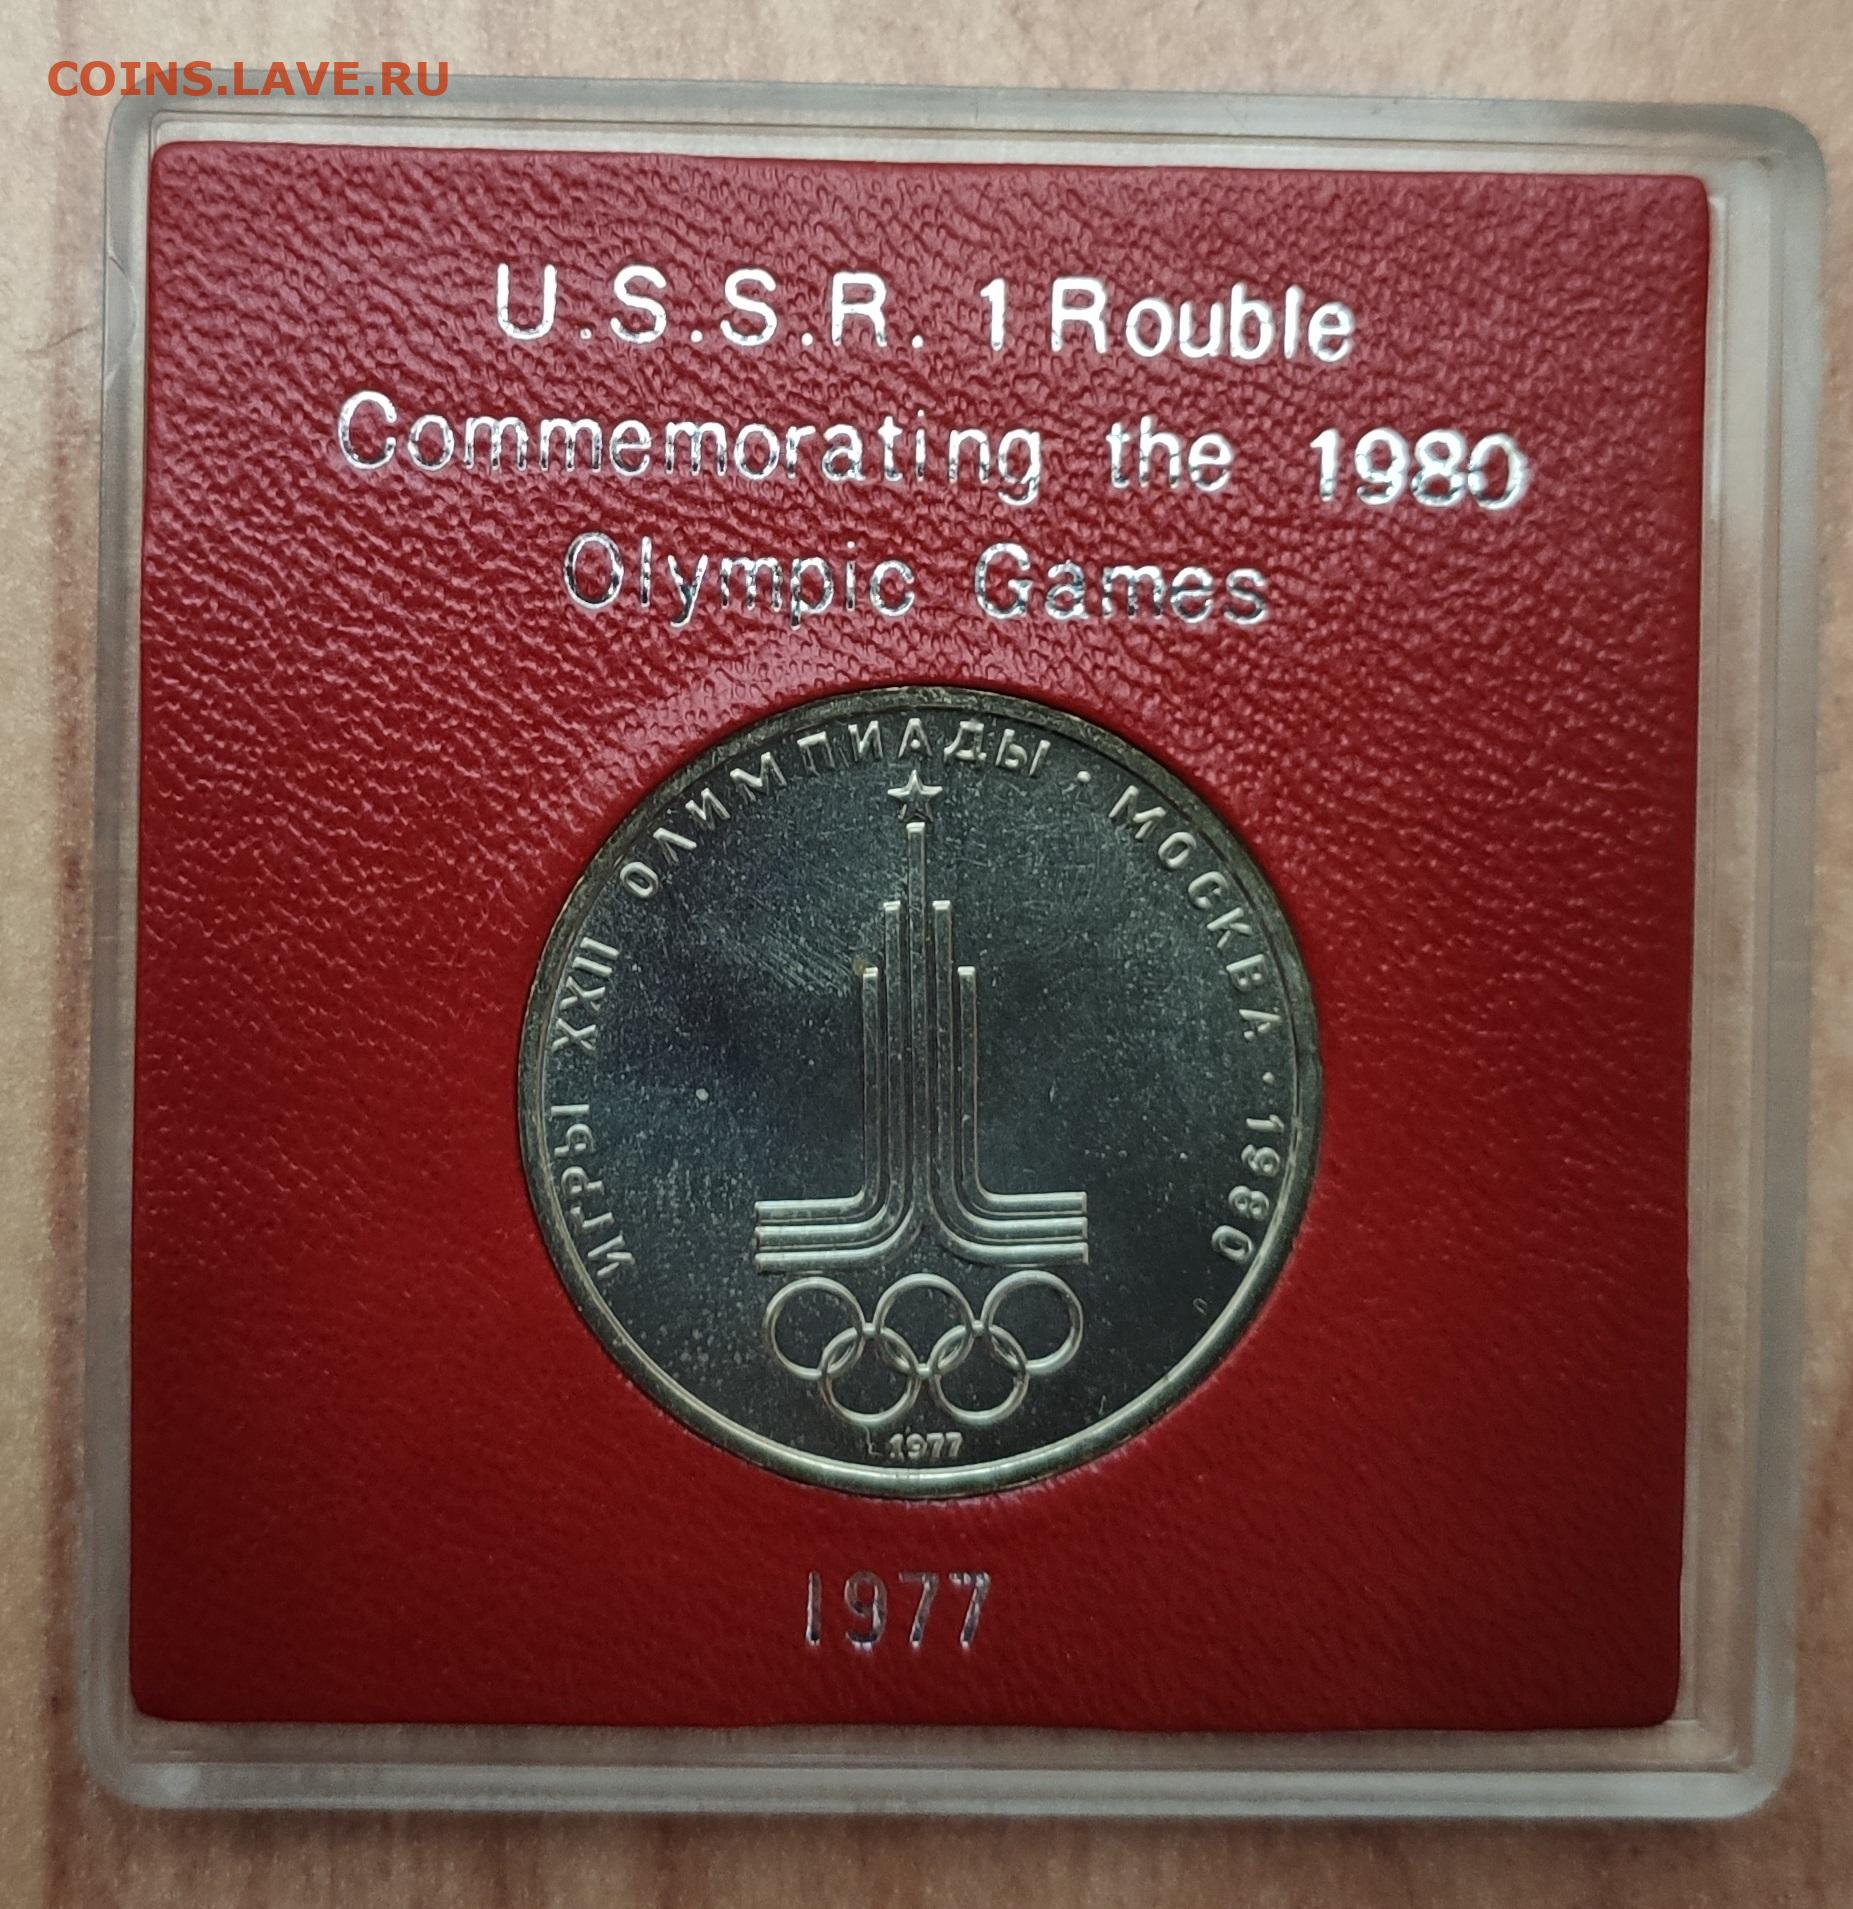 COINS.LAVE.RU
U.S.S.R. 1 Rouble
Commemorating the 1980
Olympic Games
ИГРЫ XXII ОЛИМПИАДЫ · МОСКВА · 1980
1977
1977